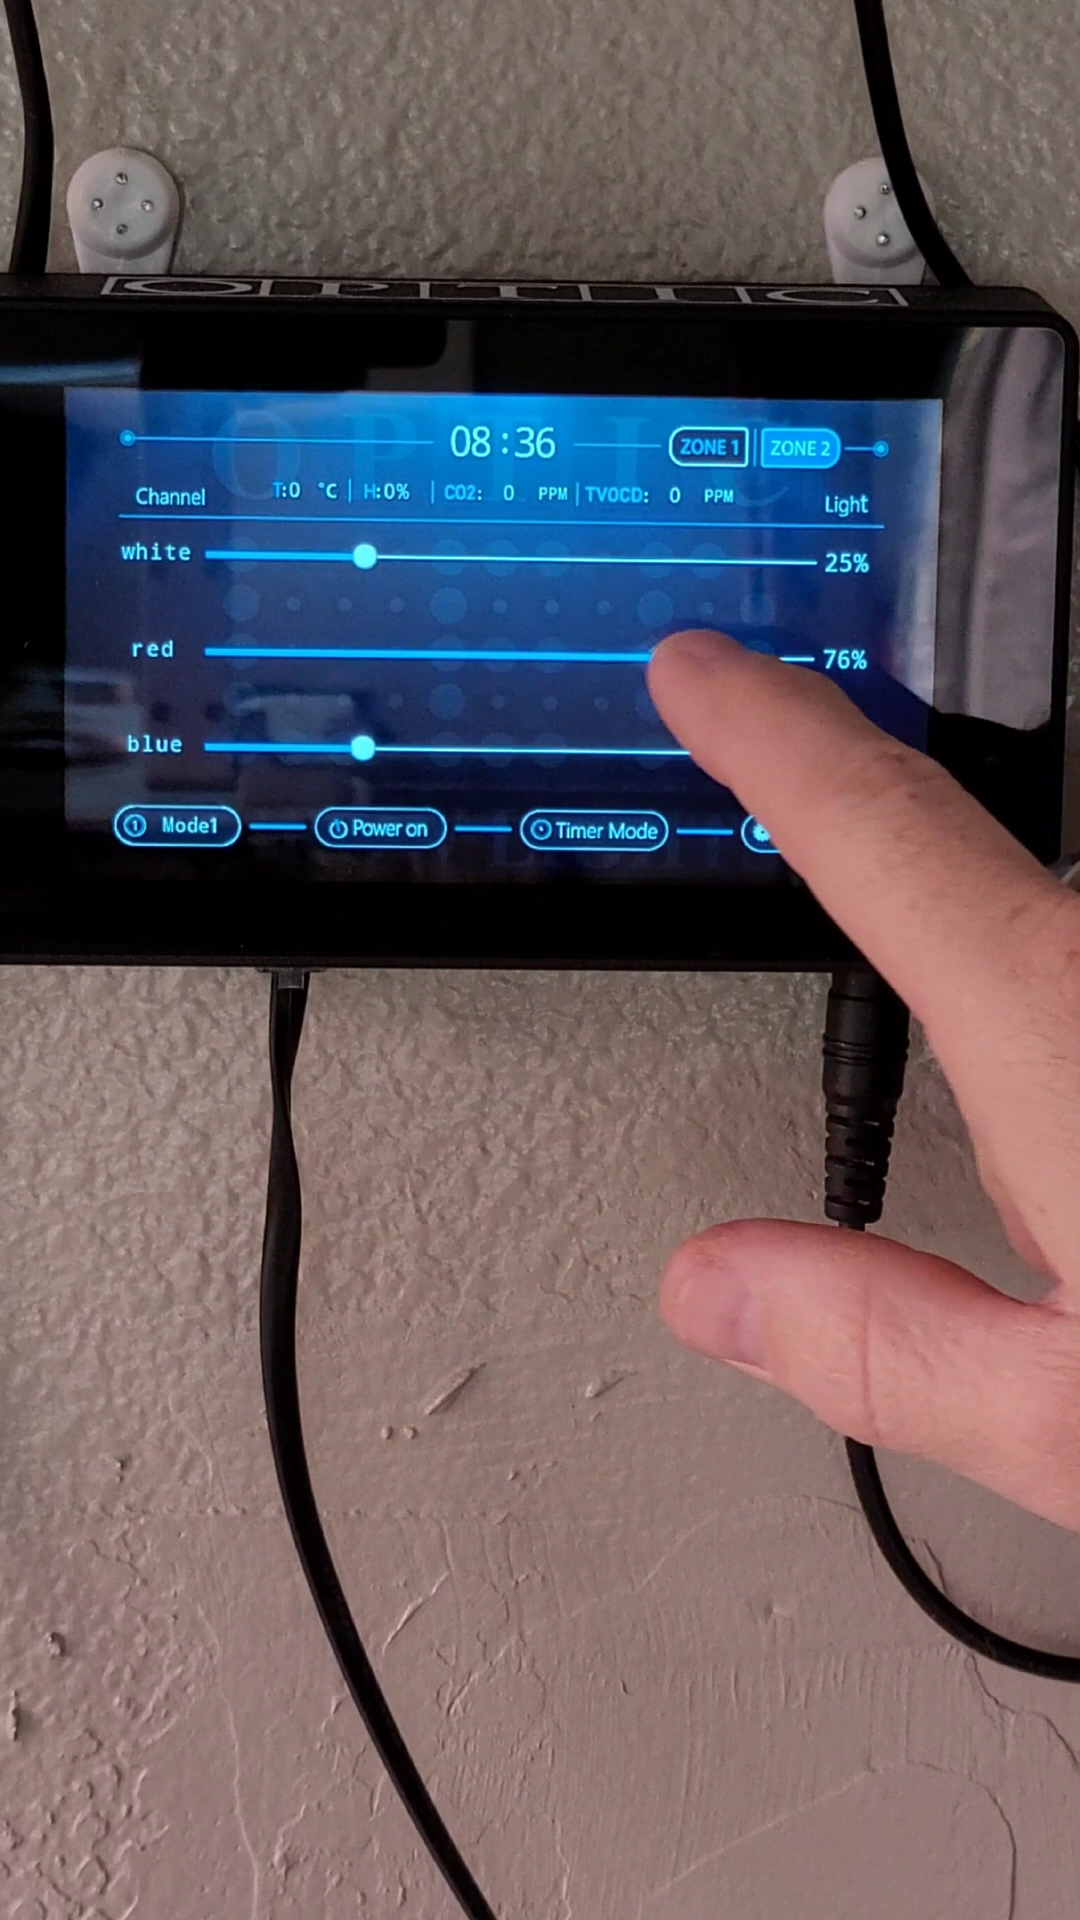 OPTIC
08:36 ZONE 1 ZONE 2
Channel T:0 °C H:0% CO2: 0 PPM TVOCD: 0 PPM Light
white 25%
red 76%
blue
Mode1 Power on Timer Mode